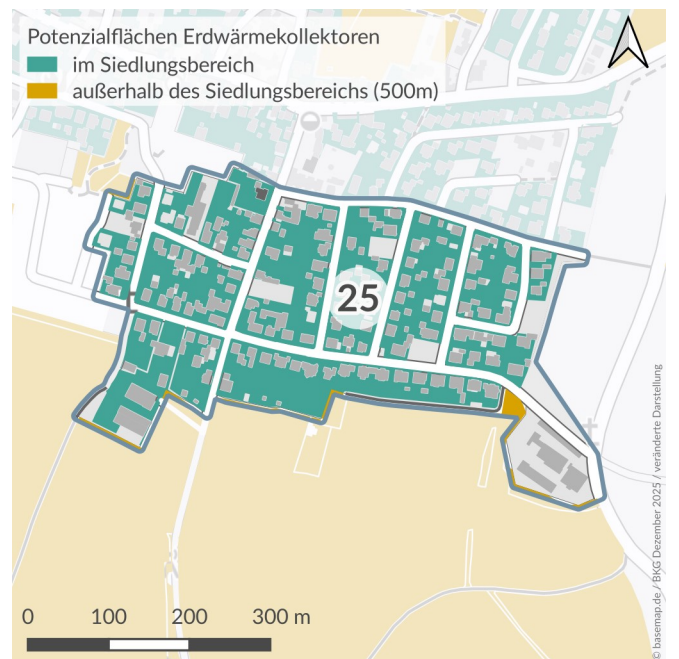 Potenzialflächen Erdwärmekollektoren
im Siedlungsbereich
außerhalb des Siedlungsbereichs (500m)
25
© basemap.de / BKG Dezember 2025 / veränderte Darstellung
0 100 200 300 m